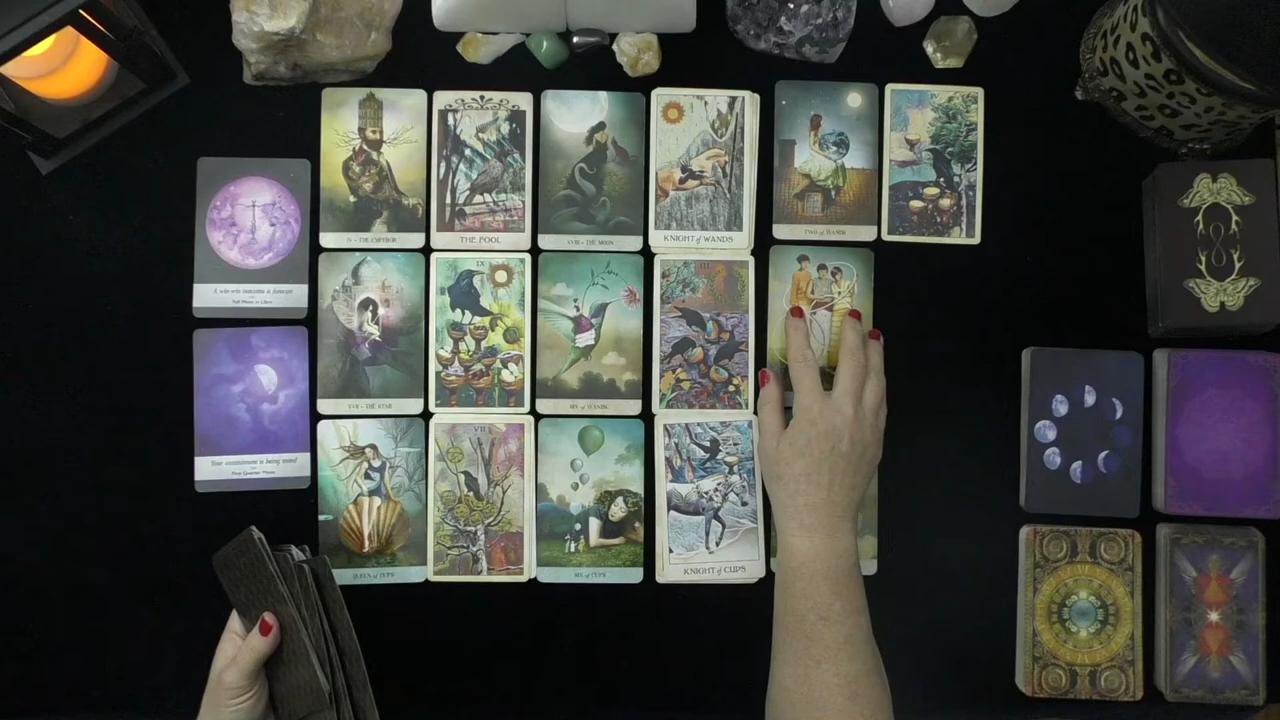 IV ~ THE EMPEROR
THE FOOL
XVIII ~ THE MOON
KNIGHT of WANDS
TWO of WANDS
A win-win outcome is forecast
Full Moon in Libra
XVII ~ THE STAR
IX
SIX of WANDS
III
Your commitment is being tested
First Quarter Moon
QUEEN of CUPS
VII
SIX of CUPS
KNIGHT of CUPS